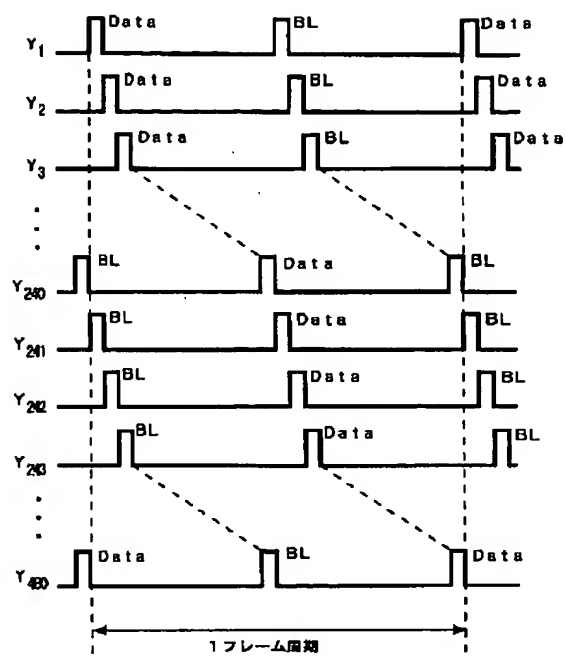 Y1 Data BL Data
Y2 Data BL Data
Y3 Data BL Data
Y240 BL Data BL
Y241 BL Data BL
Y242 BL Data BL
Y243 BL Data BL
Y480 Data BL Data
1フレーム周期